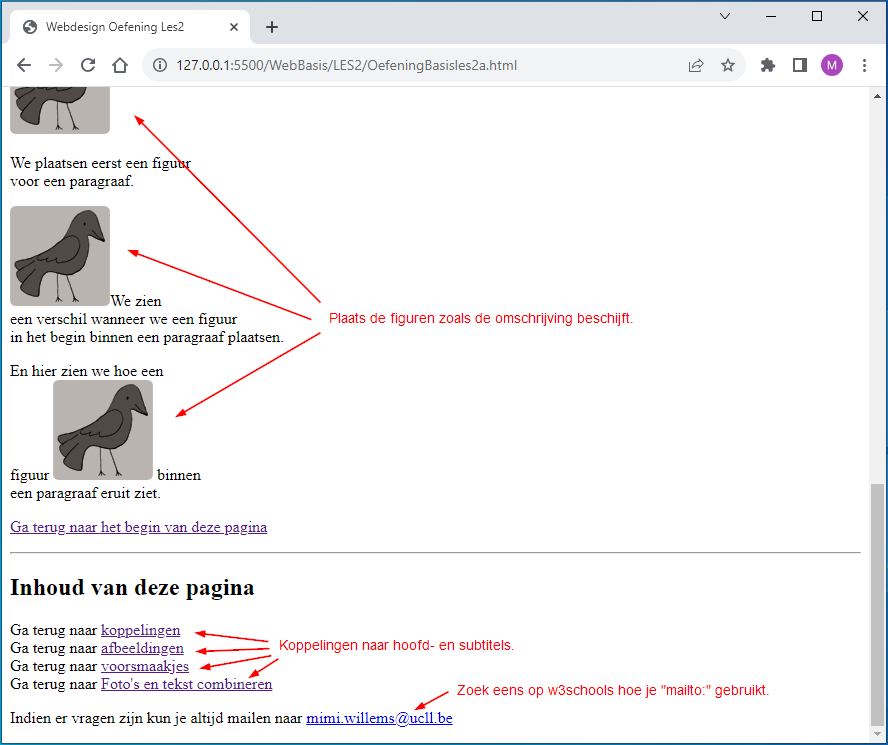 Webdesign Oefening Les2
127.0.0.1:5500/WebBasis/LES2/OefeningBasisles2a.html
M
We plaatsen eerst een figuur
voor een paragraaf.
We zien
een verschil wanneer we een figuur
in het begin binnen een paragraaf plaatsen.
Plaats de figuren zoals de omschrijving beschijft.
En hier zien we hoe een
figuur binnen
een paragraaf eruit ziet.
Ga terug naar het begin van deze pagina
Inhoud van deze pagina
Ga terug naar koppelingen
Ga terug naar afbeeldingen
Ga terug naar voorsmaakjes
Ga terug naar Foto's en tekst combineren
Koppelingen naar hoofd- en subtitels.
Zoek eens op w3schools hoe je "mailto:" gebruikt.
Indien er vragen zijn kun je altijd mailen naar mimi.willems@ucll.be